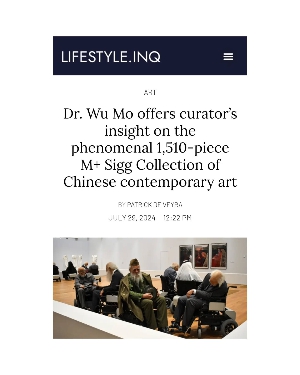 LIFESTYLE.INQ
ART
Dr. Wu Mo offers curator's
insight on the
phenomenal 1,510-piece
M+ Sigg Collection of
Chinese contemporary art
BY PATRICK DE VEYRA
JULY 29, 2024 12:22 PM